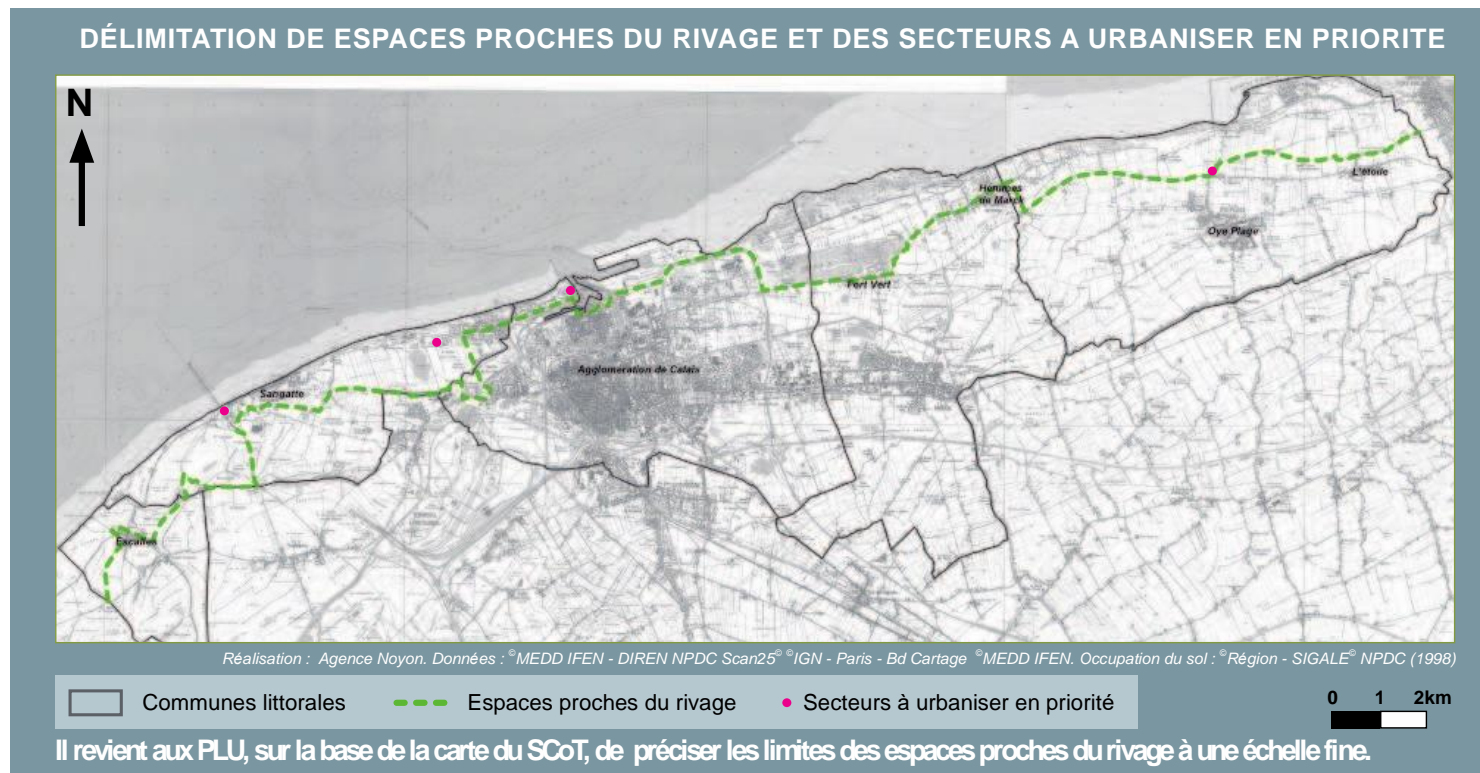 DÉLIMITATION DE ESPACES PROCHES DU RIVAGE ET DES SECTEURS A URBANISER EN PRIORITE
N
L'étoile
Hemmes
de Marck
Oye Plage
Fort Vert
Agglomération de Calais
Sangatte
Escalles
Réalisation : Agence Noyon. Données : ©MEDD IFEN - DIREN NPDC Scan25© ©IGN - Paris - Bd Cartage ©MEDD IFEN. Occupation du sol : ©Région - SIGALE© NPDC (1998)
Communes littorales Espaces proches du rivage Secteurs à urbaniser en priorité
0 1 2km
Il revient aux PLU, sur la base de la carte du SCoT, de préciser les limites des espaces proches du rivage à une échelle fine.